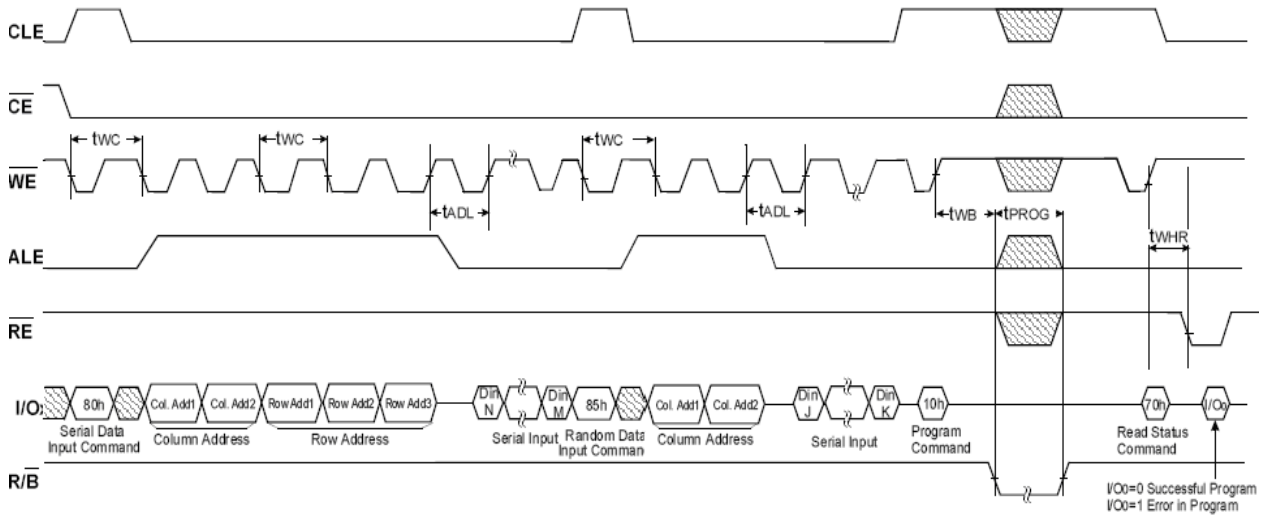 CLE
CE
tWC tWC tWC
WE
tADL tADL tWB tPROG
tWHR
ALE
RE
I/Ox 80h Col. Add1 Col. Add2 Row Add1 Row Add2 Row Add3 Din N Din M 85h Col. Add1 Col. Add2 Din J Din K 10h 70h I/O0
Serial Data Input Command
Column Address
Row Address
Serial Input
Random Data Input Command
Column Address
Serial Input
Program Command
Read Status Command
R/B
I/O0=0 Successful Program
I/O0=1 Error in Program